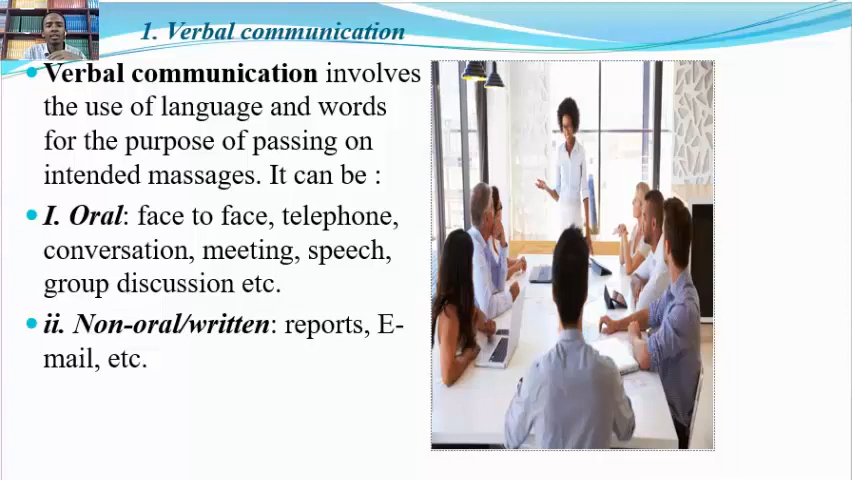 1. Verbal communication
Verbal communication involves
the use of language and words
for the purpose of passing on
intended massages. It can be :
I. Oral: face to face, telephone,
conversation, meeting, speech,
group discussion etc.
ii. Non-oral/written: reports, E-
mail, etc.